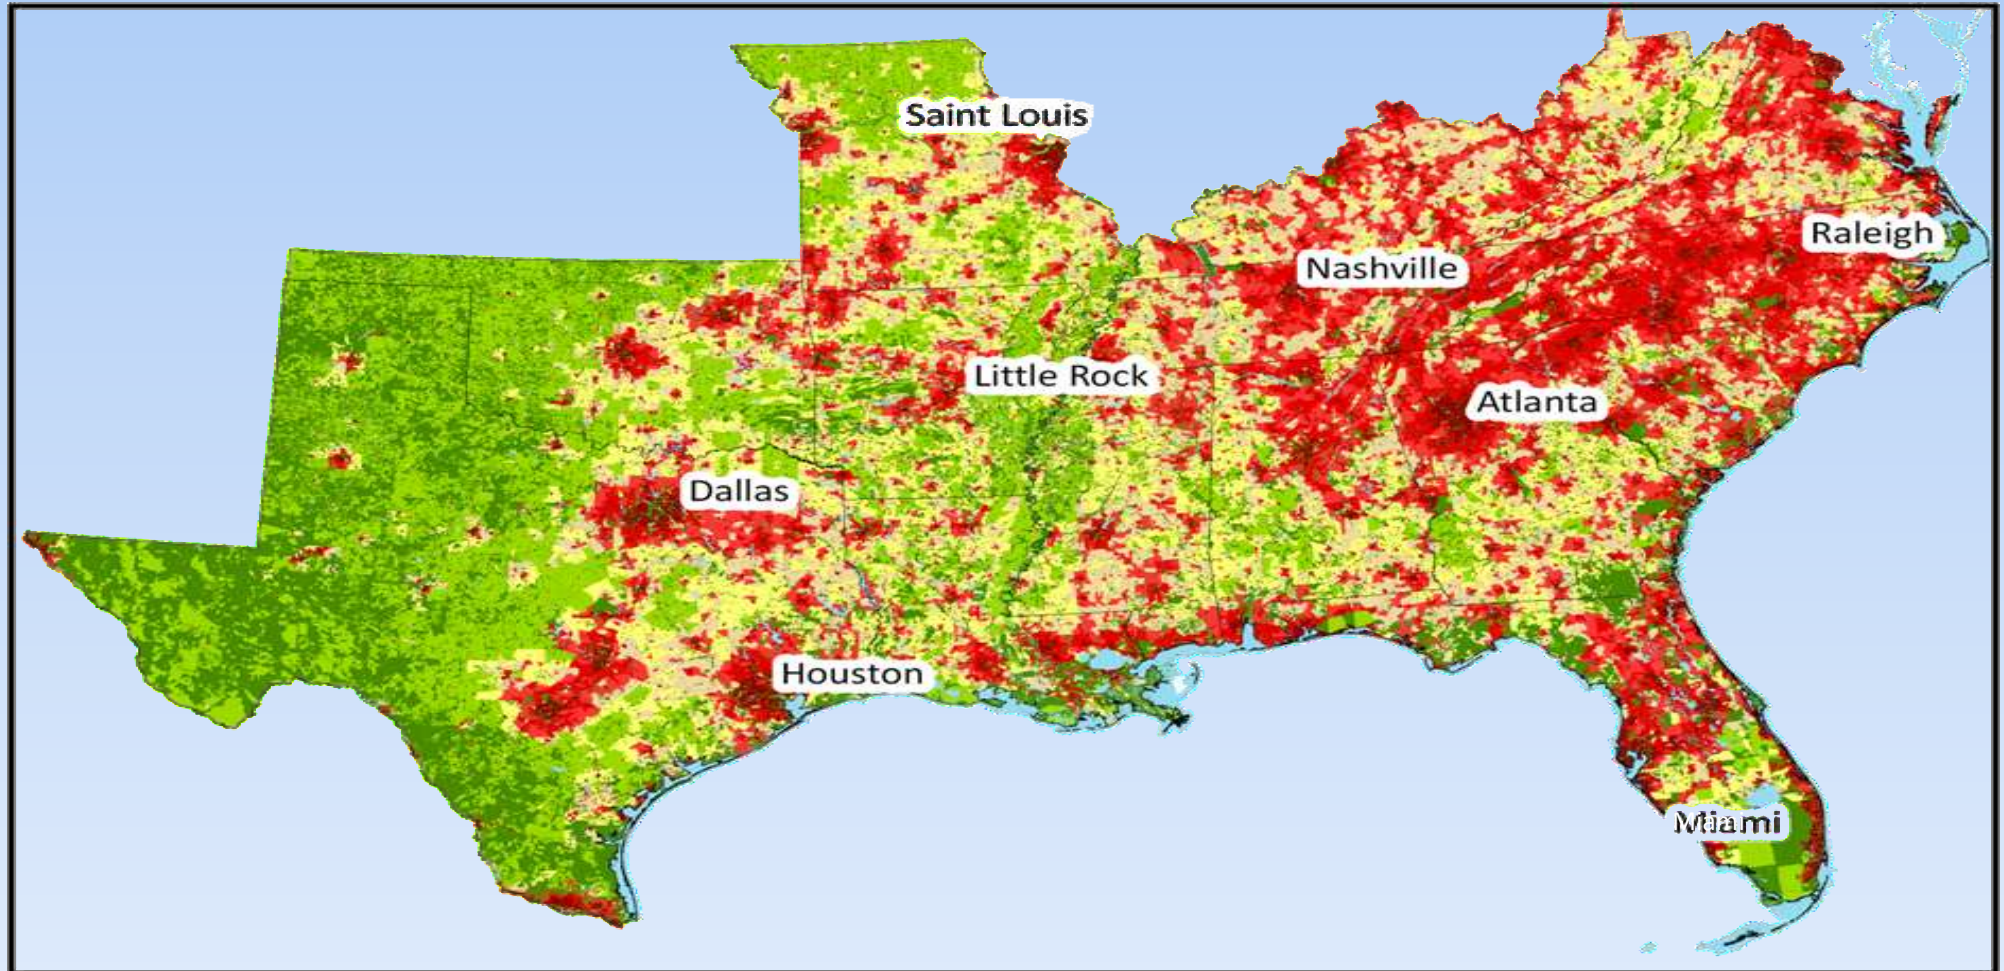 Saint Louis
Raleigh
Nashville
Little Rock
Atlanta
Dallas
Houston
Miami